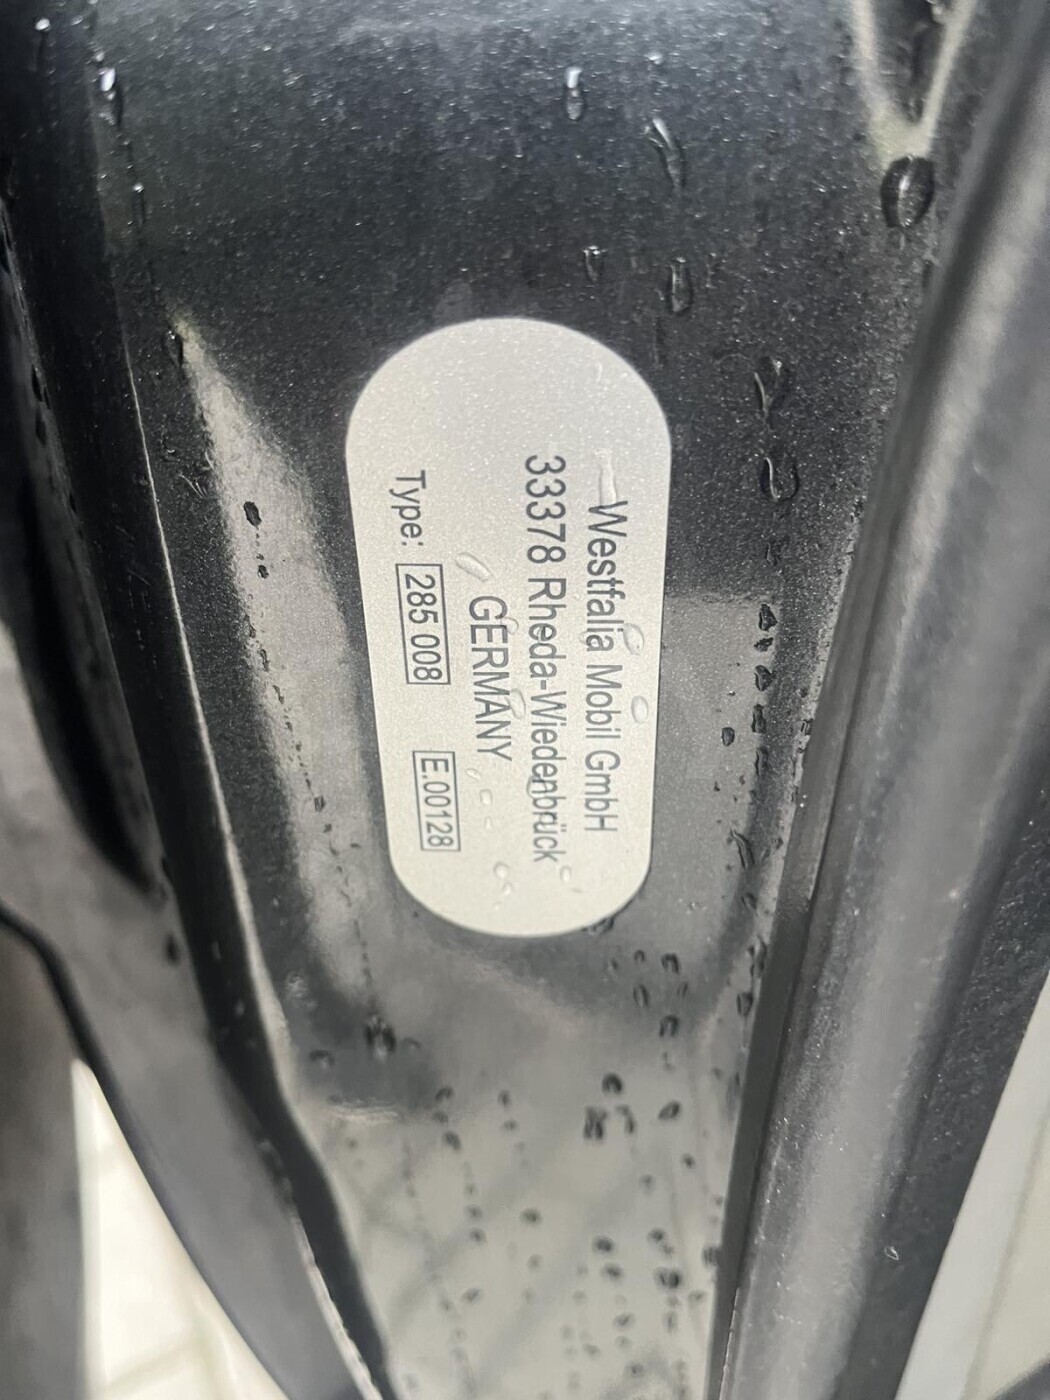 Westfalia Mobil GmbH
33378 Rheda-Wiedenbrück
GERMANY
Type: 285 008 E.00128